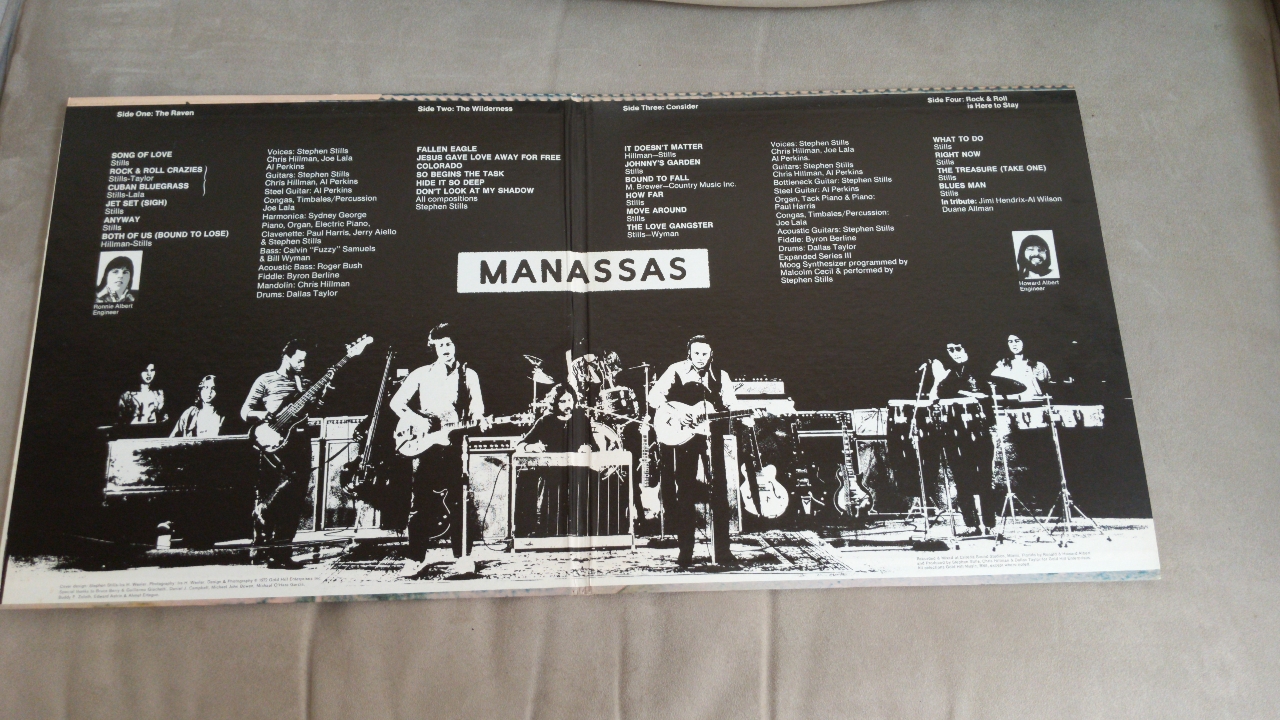 Side One: The Raven
SONG OF LOVE
Stills
ROCK & ROLL CRAZIES
Stills-Taylor
CUBAN BLUEGRASS
Stills-Lala
JET SET (SIGH)
Stills
ANYWAY
Stills
BOTH OF US (BOUND TO LOSE)
Hillman-Stills
Ronnie Albert
Engineer
Voices: Stephen Stills
Chris Hillman, Joe Lala
Al Perkins
Guitars: Stephen Stills
Chris Hillman, Al Perkins
Steel Guitar: Al Perkins
Congas, Timbales/Percussion
Joe Lala
Harmonica: Sydney George
Piano, Organ, Electric Piano,
Clavenette: Paul Harris, Jerry Aiello
& Stephen Stills
Bass: Calvin "Fuzzy" Samuels
& Bill Wyman
Acoustic Bass: Roger Bush
Fiddle: Byron Berline
Mandolin: Chris Hillman
Drums: Dallas Taylor
Side Two: The Wilderness
FALLEN EAGLE
JESUS GAVE LOVE AWAY FOR FREE
COLORADO
SO BEGINS THE TASK
HIDE IT SO DEEP
DON'T LOOK AT MY SHADOW
All compositions
Stephen Stills
MANASSAS
Side Three: Consider
IT DOESN'T MATTER
Hillman—Stills
JOHNNY'S GARDEN
Stills
BOUND TO FALL
M. Brewer—Country Music Inc.
HOW FAR
Stills
MOVE AROUND
Stills
THE LOVE GANGSTER
Stills—Wyman
Voices: Stephen Stills
Chris Hillman, Joe Lala
Al Perkins.
Guitars: Stephen Stills
Chris Hillman, Al Perkins
Bottleneck Guitar: Stephen Stills
Steel Guitar: Al Perkins
Organ, Tack Piano & Piano:
Paul Harris
Congas, Timbales/Percussion:
Joe Lala
Acoustic Guitars: Stephen Stills
Fiddle: Byron Berline
Drums: Dallas Taylor
Expanded Series III
Moog Synthesizer programmed by
Malcolm Cecil & performed by
Stephen Stills
Side Four: Rock & Roll
is Here to Stay
WHAT TO DO
Stills
RIGHT NOW
Stills
THE TREASURE (TAKE ONE)
Stills
BLUES MAN
Stills
In tribute: Jimi Hendrix-Al Wilson
Duane Allman
Howard Albert
Engineer